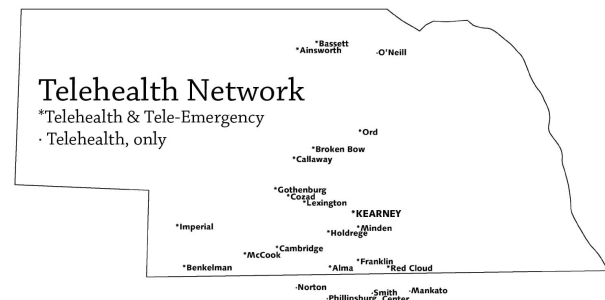 *Bassett
*Ainsworth
·O'Neill
Telehealth Network
*Telehealth & Tele-Emergency
· Telehealth, only
*Ord
*Broken Bow
*Callaway
*Gothenburg
*Cozad
*Lexington
*KEARNEY
*Imperial
*Minden
*Holdrege
*Cambridge
*McCook
*Franklin
*Benkelman
*Alma
*Red Cloud
·Norton
·Smith
Center
·Mankato
·Phillipsburg